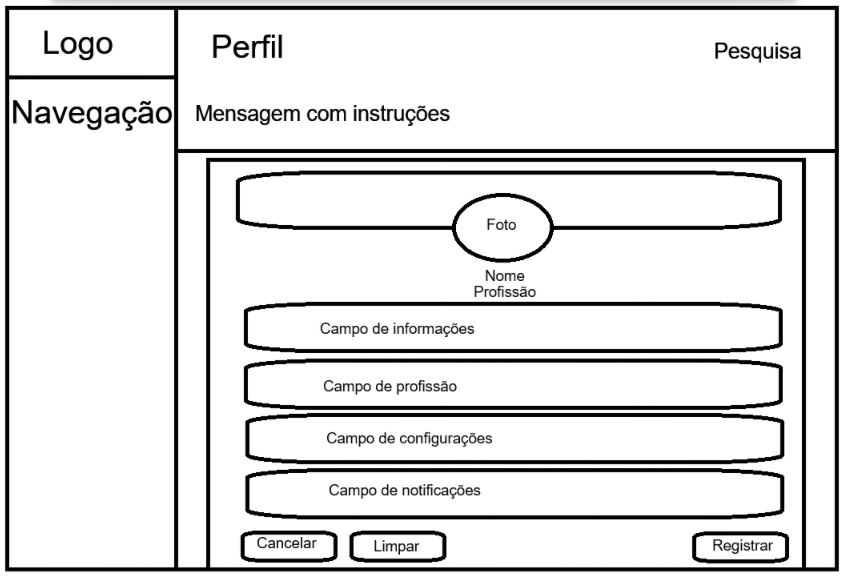 Logo
Perfil
Pesquisa
Navegação
Mensagem com instruções
Foto
Nome
Profissão
Campo de informações
Campo de profissão
Campo de configurações
Campo de notificações
Cancelar
Limpar
Registrar